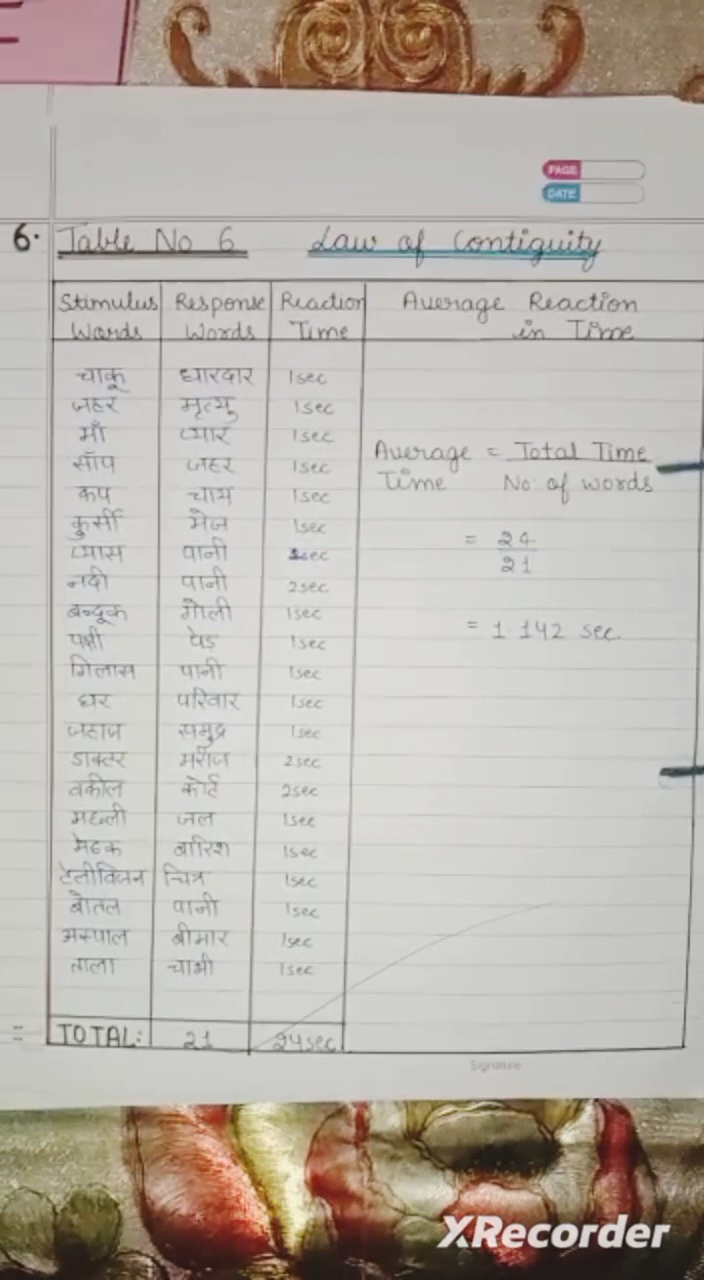 PAGE
DATE
6. Table No 6 Law of Contiguity
Stimulus Words Response Words Reaction Time Average Reaction in Time
चाकू धारदार 1sec
जहर मृत्यु 1sec
माँ प्यार 1sec
साँप जहर 1sec
कप चाय 1sec
कुर्सी मेज 1sec
प्यास पानी sec
नदी पानी 2sec
बन्दूक गोली 1sec
पक्षी पेड 1sec
गिलास पानी 1sec
घर परिवार 1sec
जहाज समुद्र 1sec
डाक्टर मरीज 2sec
वकील कोर्ट 2sec
मछली जल 1sec
मेढक बारिश 1sec
टेलीविजन चित्र 1sec
बोतल पानी 1sec
अस्पाल बीमार 1sec
ताला चाभी 1sec
= TOTAL: 21 24sec
Average Time = Total Time
No. of words
= 24
21
= 1.142 sec.
Signature
XRecorder